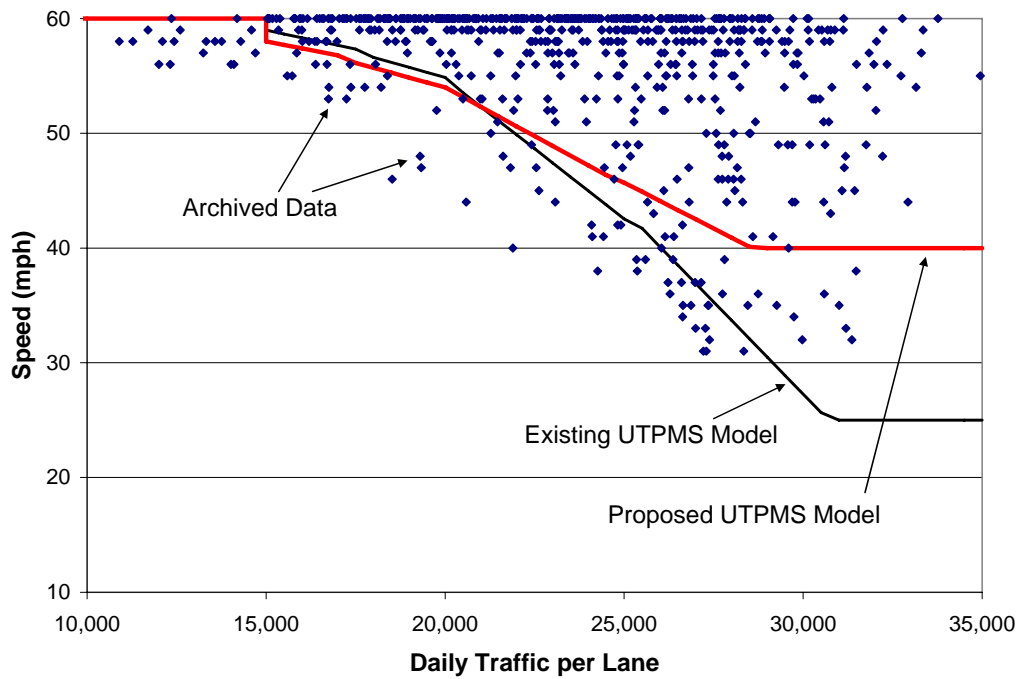 60
50
40
30
20
10
Speed (mph)
Archived Data
Existing UTPMS Model
Proposed UTPMS Model
10,000
15,000
20,000
25,000
30,000
35,000
Daily Traffic per Lane